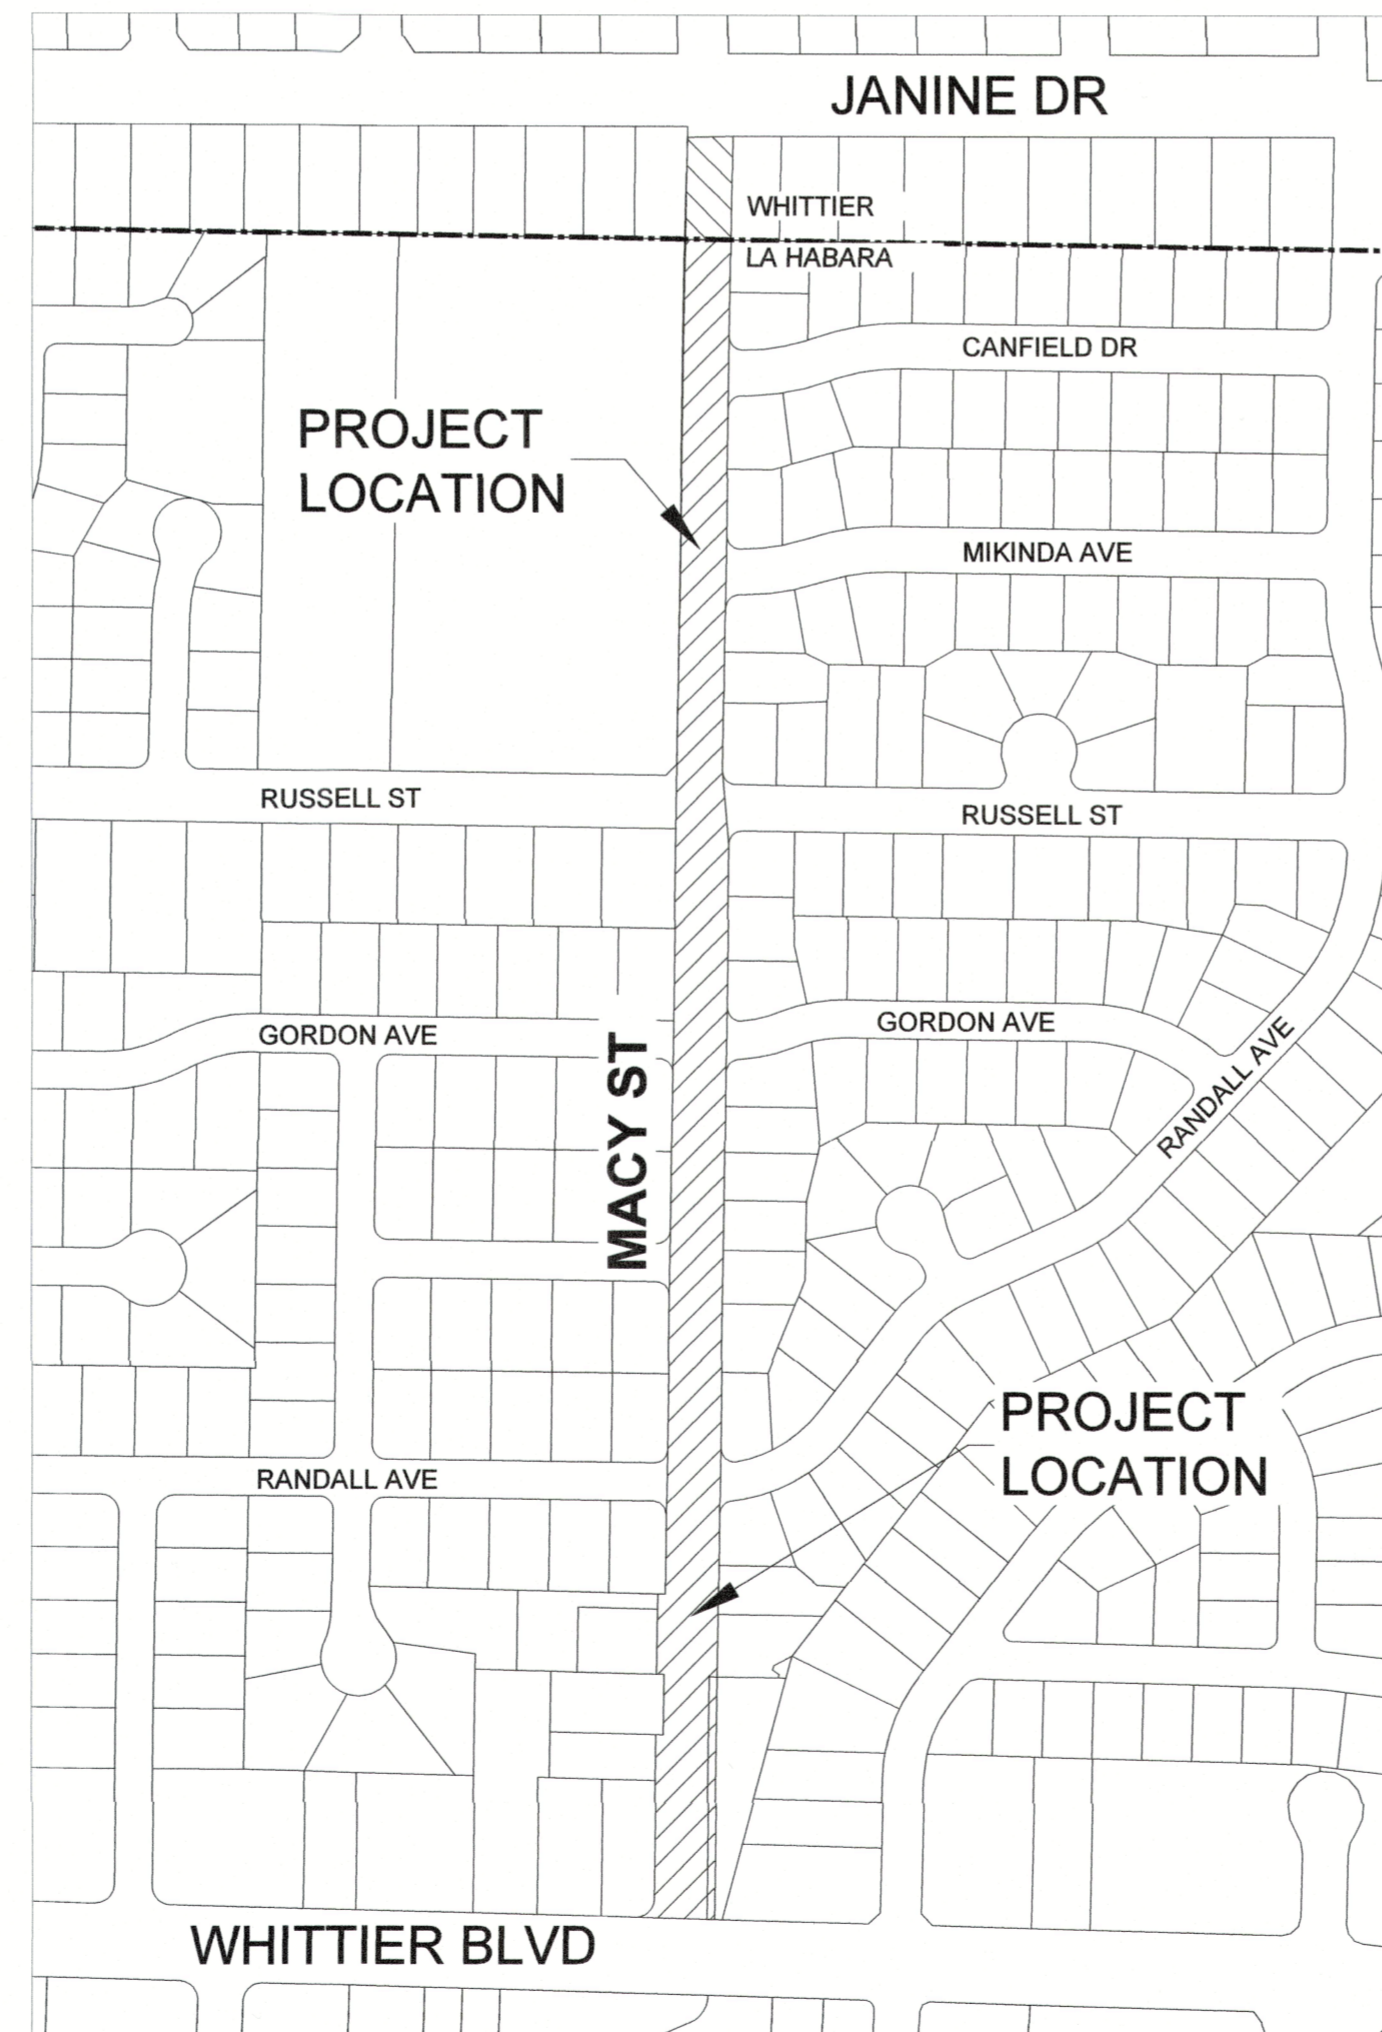 JANINE DR
WHITTIER
LA HABARA
CANFIELD DR
PROJECT
LOCATION
MIKINDA AVE
RUSSELL ST
RUSSELL ST
GORDON AVE
GORDON AVE
MACY ST
RANDALL AVE
PROJECT
LOCATION
RANDALL AVE
WHITTIER BLVD